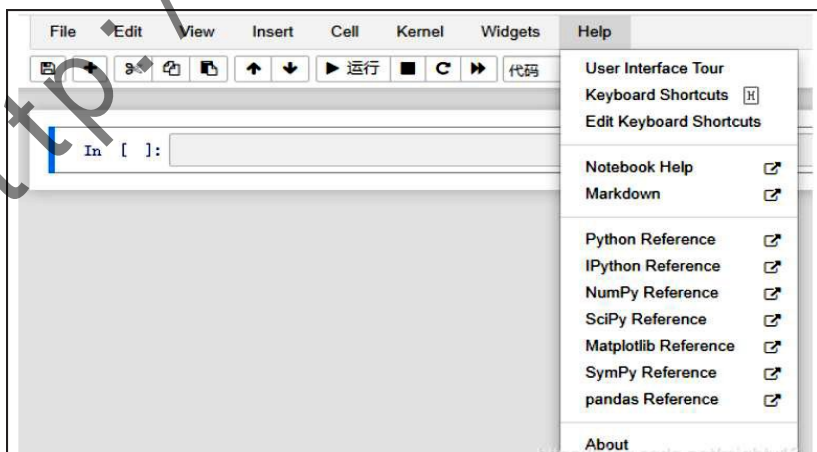 File Edit View Insert Cell Kernel Widgets Help
运行 代码
User Interface Tour
Keyboard Shortcuts H
Edit Keyboard Shortcuts
In [ ]:
Notebook Help
Markdown
Python Reference
IPython Reference
NumPy Reference
SciPy Reference
Matplotlib Reference
SymPy Reference
pandas Reference
About
ttp:/